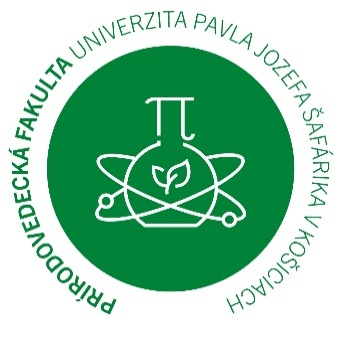 PRÍRODOVEDECKÁ FAKULTA UNIVERZITA PAVLA JOZEFA ŠAFÁRIKA V KOŠICIACH
π